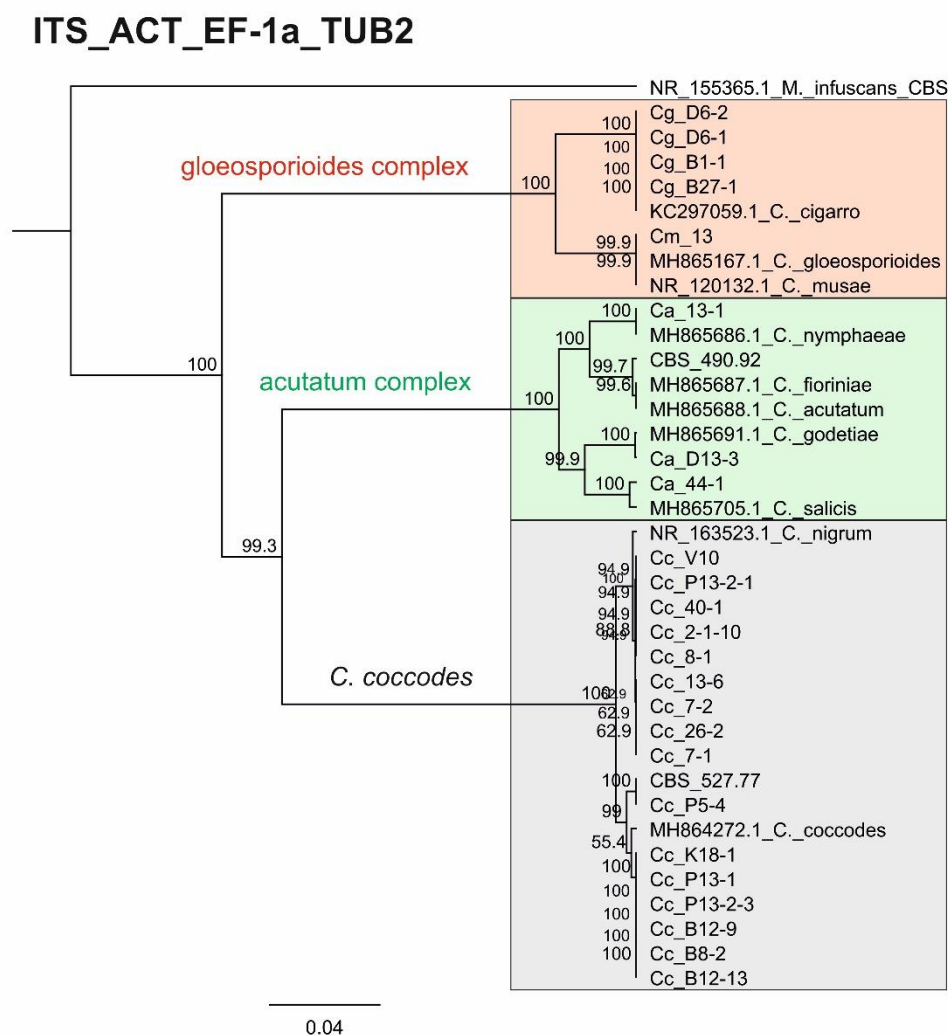 ITS_ACT_EF-1a_TUB2
NR_155365.1_M._infuscans_CBS
Cg_D6-2
100
Cg_D6-1
100
gloeosporioides complex
Cg_B1-1
100
100
100
Cg_B27-1
KC297059.1_C._cigarro
Cm_13
99.9
MH865167.1_C._gloeosporioides
99.9
NR_120132.1_C._musae
Ca_13-1
100
MH865686.1_C._nymphaeae
100
CBS_490.92
100
99.7
acutatum complex
MH865687.1_C._fioriniae
99.6
100
MH865688.1_C._acutatum
MH865691.1_C._godetiae
100
Ca_D13-3
99.9
Ca_44-1
100
MH865705.1_C._salicis
NR_163523.1_C._nigrum
99.3
Cc_V10
94.9
100
Cc_P13-2-1
94.9
Cc_40-1
94.9
Cc_2-1-10
88.8
94.9
Cc_8-1
C. coccodes
Cc_13-6
100
62.9
Cc_7-2
62.9
Cc_26-2
62.9
Cc_7-1
CBS_527.77
100
Cc_P5-4
99
MH864272.1_C._coccodes
55.4
Cc_K18-1
100
Cc_P13-1
100
Cc_P13-2-3
100
Cc_B12-9
100
Cc_B8-2
100
Cc_B12-13
0.04